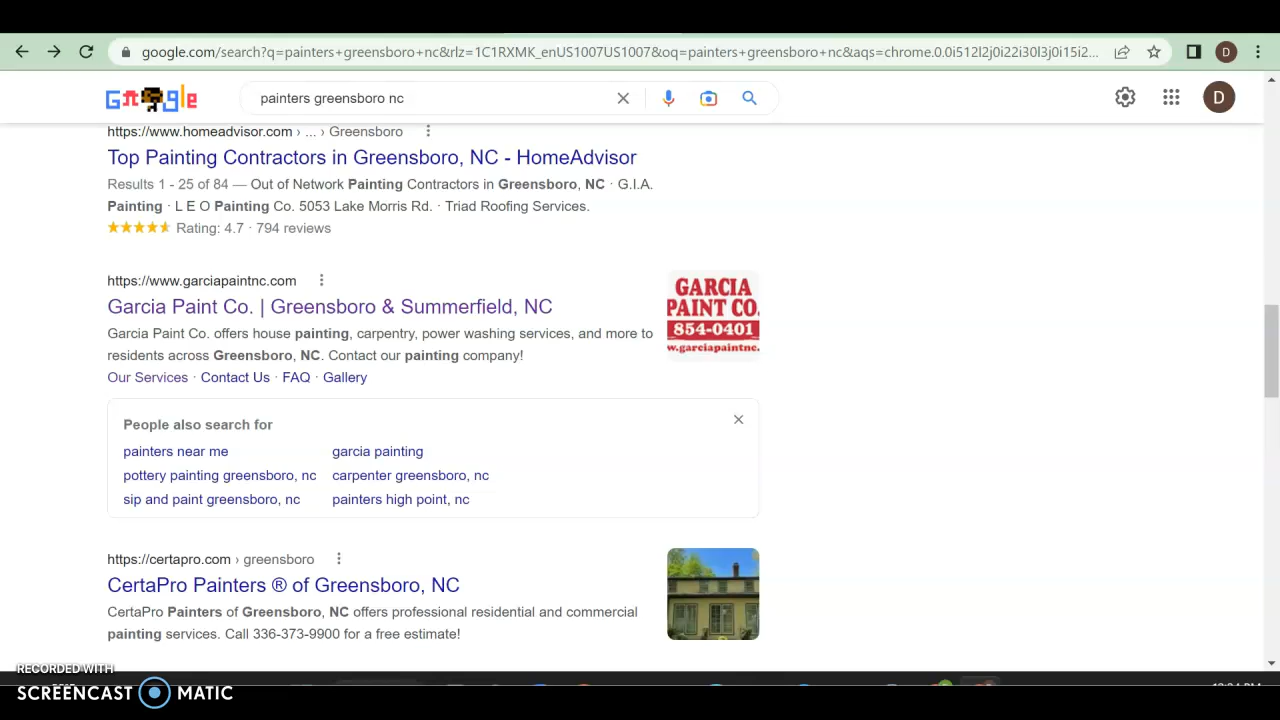 google.com/search?q=painters+greensboro+nc&rlz=1C1RXMK_enUS1007US1007&oq=painters+greensboro+nc&aqs=chrome.0.0i512l2j0i22i30l3j0i15i2...
D
Google
painters greensboro nc
D
https://www.homeadvisor.com › ... › Greensboro
Top Painting Contractors in Greensboro, NC - HomeAdvisor
Results 1 - 25 of 84 — Out of Network Painting Contractors in Greensboro, NC · G.I.A.
Painting · L E O Painting Co. 5053 Lake Morris Rd. · Triad Roofing Services.
Rating: 4.7 · 794 reviews
https://www.garciapaintnc.com
Garcia Paint Co. | Greensboro & Summerfield, NC
Garcia Paint Co. offers house painting, carpentry, power washing services, and more to
residents across Greensboro, NC. Contact our painting company!
Our Services · Contact Us · FAQ · Gallery
GARCIA
PAINT CO.
854-0401
w.garciapaintnc.
People also search for
painters near me
garcia painting
pottery painting greensboro, nc
carpenter greensboro, nc
sip and paint greensboro, nc
painters high point, nc
https://certapro.com › greensboro
CertaPro Painters ® of Greensboro, NC
CertaPro Painters of Greensboro, NC offers professional residential and commercial
painting services. Call 336-373-9900 for a free estimate!
RECORDED WITH
SCREENCAST MATIC